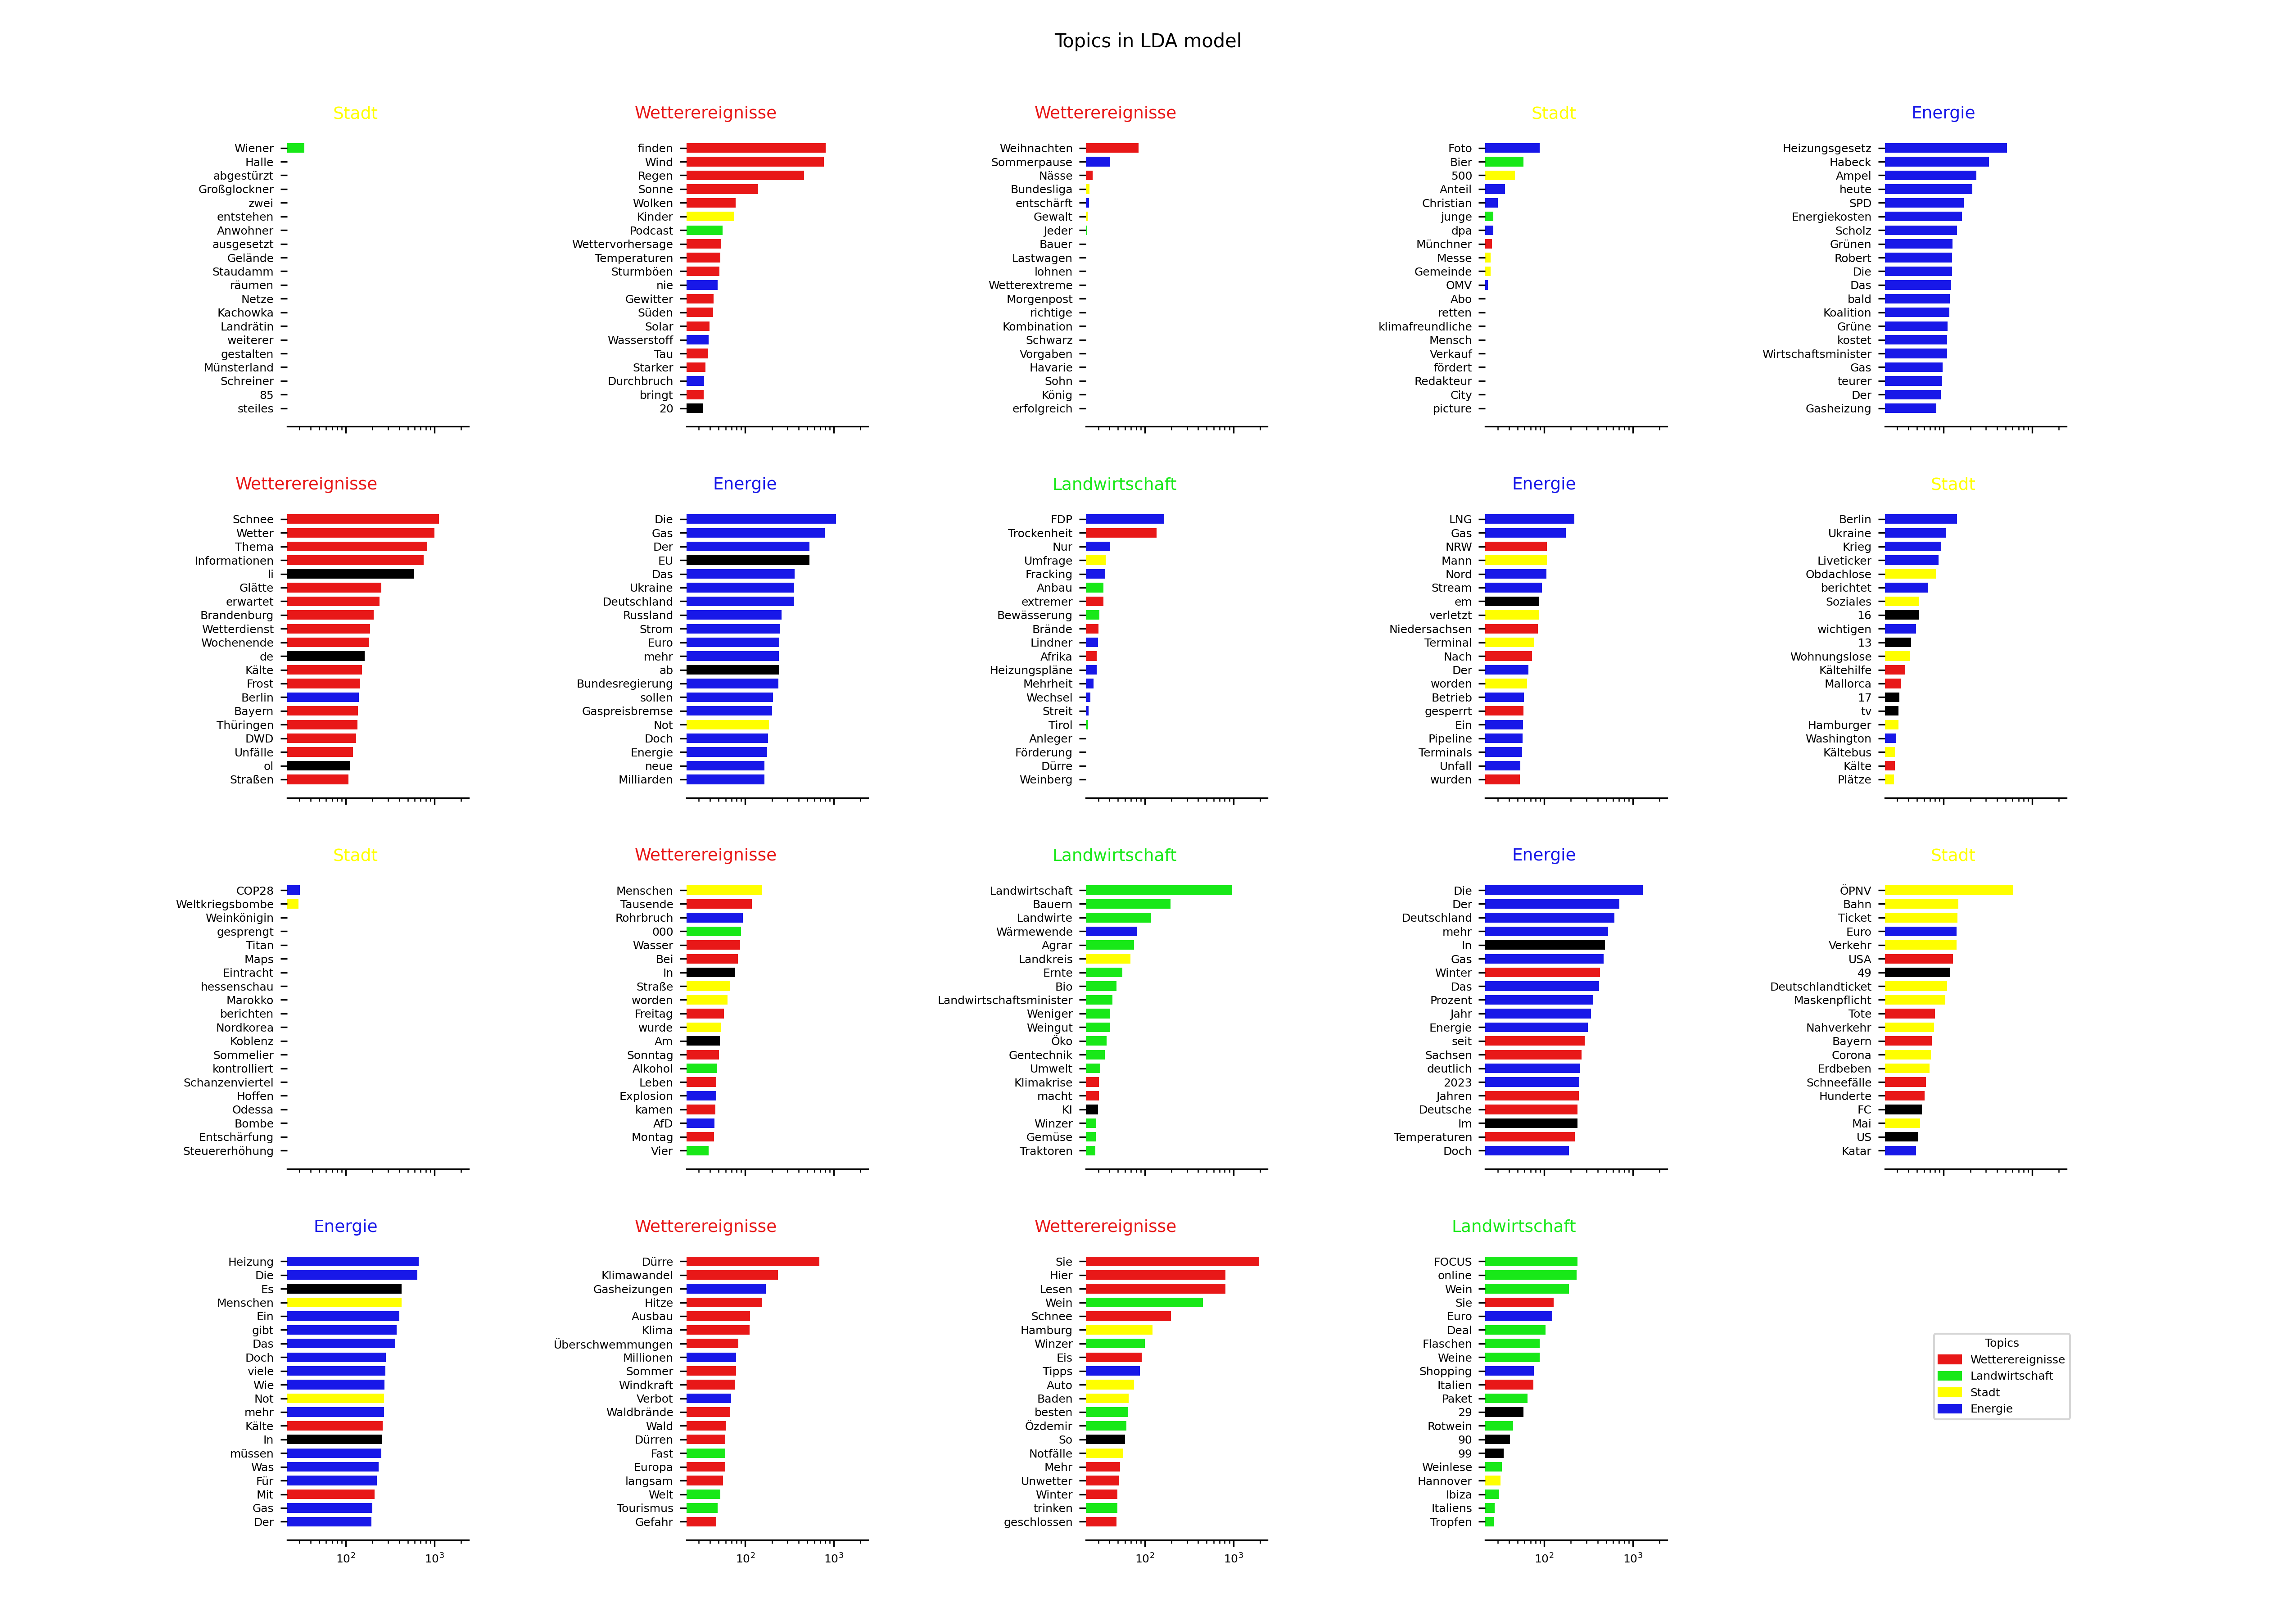 Topics in LDA model
Stadt
Wiener
Halle
abgestürzt
Großglockner
zwei
entstehen
Anwohner
ausgesetzt
Gelände
Staudamm
räumen
Netze
Kachowka
Landrätin
weiterer
gestalten
Münsterland
Schreiner
85
steiles
Wetterereignisse
finden
Wind
Regen
Sonne
Wolken
Kinder
Podcast
Wettervorhersage
Temperaturen
Sturmböen
nie
Gewitter
Süden
Solar
Wasserstoff
Tau
Starker
Durchbruch
bringt
20
Wetterereignisse
Weihnachten
Sommerpause
Nässe
Bundesliga
entschärft
Gewalt
Jeder
Bauer
Lastwagen
lohnen
Wetterextreme
Morgenpost
richtige
Kombination
Schwarz
Vorgaben
Havarie
Sohn
König
erfolgreich
Stadt
Foto
Bier
500
Anteil
Christian
junge
dpa
Münchner
Messe
Gemeinde
OMV
Abo
retten
klimafreundliche
Mensch
Verkauf
fördert
Redakteur
City
picture
Energie
Heizungsgesetz
Habeck
Ampel
heute
SPD
Energiekosten
Scholz
Grünen
Robert
Die
Das
bald
Koalition
Grüne
kostet
Wirtschaftsminister
Gas
teurer
Der
Gasheizung
Wetterereignisse
Schnee
Wetter
Thema
Informationen
li
Glätte
erwartet
Brandenburg
Wetterdienst
Wochenende
de
Kälte
Frost
Berlin
Bayern
Thüringen
DWD
Unfälle
ol
Straßen
Energie
Die
Gas
Der
EU
Das
Ukraine
Deutschland
Russland
Strom
Euro
mehr
ab
Bundesregierung
sollen
Gaspreisbremse
Not
Doch
Energie
neue
Milliarden
Landwirtschaft
FDP
Trockenheit
Nur
Umfrage
Fracking
Anbau
extremer
Bewässerung
Brände
Lindner
Afrika
Heizungspläne
Mehrheit
Wechsel
Streit
Tirol
Anleger
Förderung
Dürre
Weinberg
Energie
LNG
Gas
NRW
Mann
Nord
Stream
em
verletzt
Niedersachsen
Terminal
Nach
Der
worden
Betrieb
gesperrt
Ein
Pipeline
Terminals
Unfall
wurden
Stadt
Berlin
Ukraine
Krieg
Liveticker
Obdachlose
berichtet
Soziales
16
wichtigen
13
Wohnungslose
Kältehilfe
Mallorca
17
tv
Hamburger
Washington
Kältebus
Kälte
Plätze
Stadt
COP28
Weltkriegsbombe
Weinkönigin
gesprengt
Titan
Maps
Eintracht
hessenschau
Marokko
berichten
Nordkorea
Koblenz
Sommelier
kontrolliert
Schanzenviertel
Hoffen
Odessa
Bombe
Entschärfung
Steuererhöhung
Wetterereignisse
Menschen
Tausende
Rohrbruch
000
Wasser
Bei
In
Straße
worden
Freitag
wurde
Am
Sonntag
Alkohol
Leben
Explosion
kamen
AfD
Montag
Vier
Landwirtschaft
Landwirtschaft
Bauern
Landwirte
Wärmewende
Agrar
Landkreis
Ernte
Bio
Landwirtschaftsminister
Weniger
Weingut
Öko
Gentechnik
Umwelt
Klimakrise
macht
KI
Winzer
Gemüse
Traktoren
Energie
Die
Der
Deutschland
mehr
In
Gas
Winter
Das
Prozent
Jahr
Energie
seit
Sachsen
deutlich
2023
Jahren
Deutsche
Im
Temperaturen
Doch
Stadt
ÖPNV
Bahn
Ticket
Euro
Verkehr
USA
49
Deutschlandticket
Maskenpflicht
Tote
Nahverkehr
Bayern
Corona
Erdbeben
Schneefälle
Hunderte
FC
Mai
US
Katar
Energie
Heizung
Die
Es
Menschen
Ein
gibt
Das
Doch
viele
Wie
Not
mehr
Kälte
In
müssen
Was
Für
Mit
Gas
Der
10² 10³
Wetterereignisse
Dürre
Klimawandel
Gasheizungen
Hitze
Ausbau
Klima
Überschwemmungen
Millionen
Sommer
Windkraft
Verbot
Waldbrände
Wald
Dürren
Fast
Europa
langsam
Welt
Tourismus
Gefahr
10² 10³
Wetterereignisse
Sie
Hier
Lesen
Wein
Schnee
Hamburg
Winzer
Eis
Tipps
Auto
Baden
besten
Özdemir
So
Notfälle
Mehr
Unwetter
Winter
trinken
geschlossen
10² 10³
Landwirtschaft
FOCUS
online
Wein
Sie
Euro
Deal
Flaschen
Weine
Shopping
Italien
Paket
29
Rotwein
90
99
Weinlese
Hannover
Ibiza
Italiens
Tropfen
10² 10³
Topics
Wetterereignisse
Landwirtschaft
Stadt
Energie